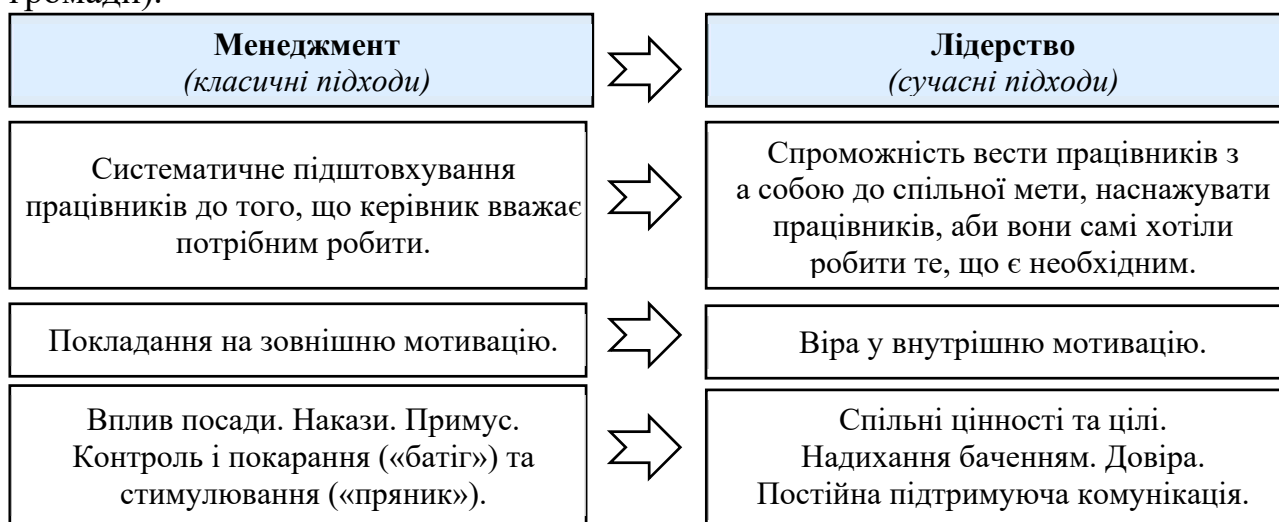 громади).
Менеджмент
(класичні підходи)
Лідерство
(сучасні підходи)
Систематичне підштовхування
працівників до того, що керівник вважає
потрібним робити.
Спроможність вести працівників з
а собою до спільної мети, наснажувати
працівників, аби вони самі хотіли
робити те, що є необхідним.
Покладання на зовнішню мотивацію.
Віра у внутрішню мотивацію.
Вплив посади. Накази. Примус.
Контроль і покарання («батіг») та
стимулювання («пряник»).
Спільні цінності та цілі.
Надихання баченням. Довіра.
Постійна підтримуюча комунікація.